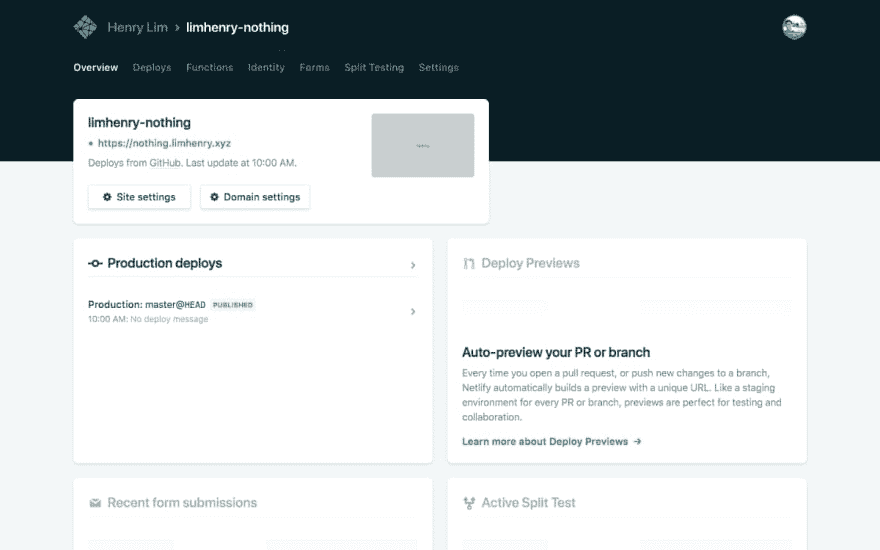 Henry Lim > limhenry-nothing
Overview Deploys Functions Identity Forms Split Testing Settings
limhenry-nothing
https://nothing.limhenry.xyz
Deploys from GitHub. Last update at 10:00 AM.
Site settings Domain settings
Production deploys
Production: master@HEAD PUBLISHED
10:00 AM: No deploy message
Deploy Previews
Auto-preview your PR or branch
Every time you open a pull request, or push new changes to a branch,
Netlify automatically builds a preview with a unique URL. Like a staging
environment for every PR or branch, previews are perfect for testing and
collaboration.
Learn more about Deploy Previews →
Recent form submissions
Active Split Test